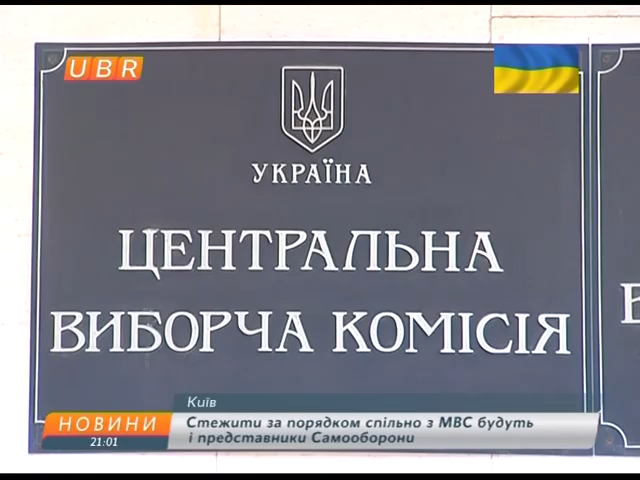 UBR
УКРАЇНА
ЦЕНТРАЛЬНА
ВИБОРЧА КОМІСІЯ
Київ
НОВИНИ
Стежити за порядком спільно з МВС будуть
і представники Самооборони
21:01